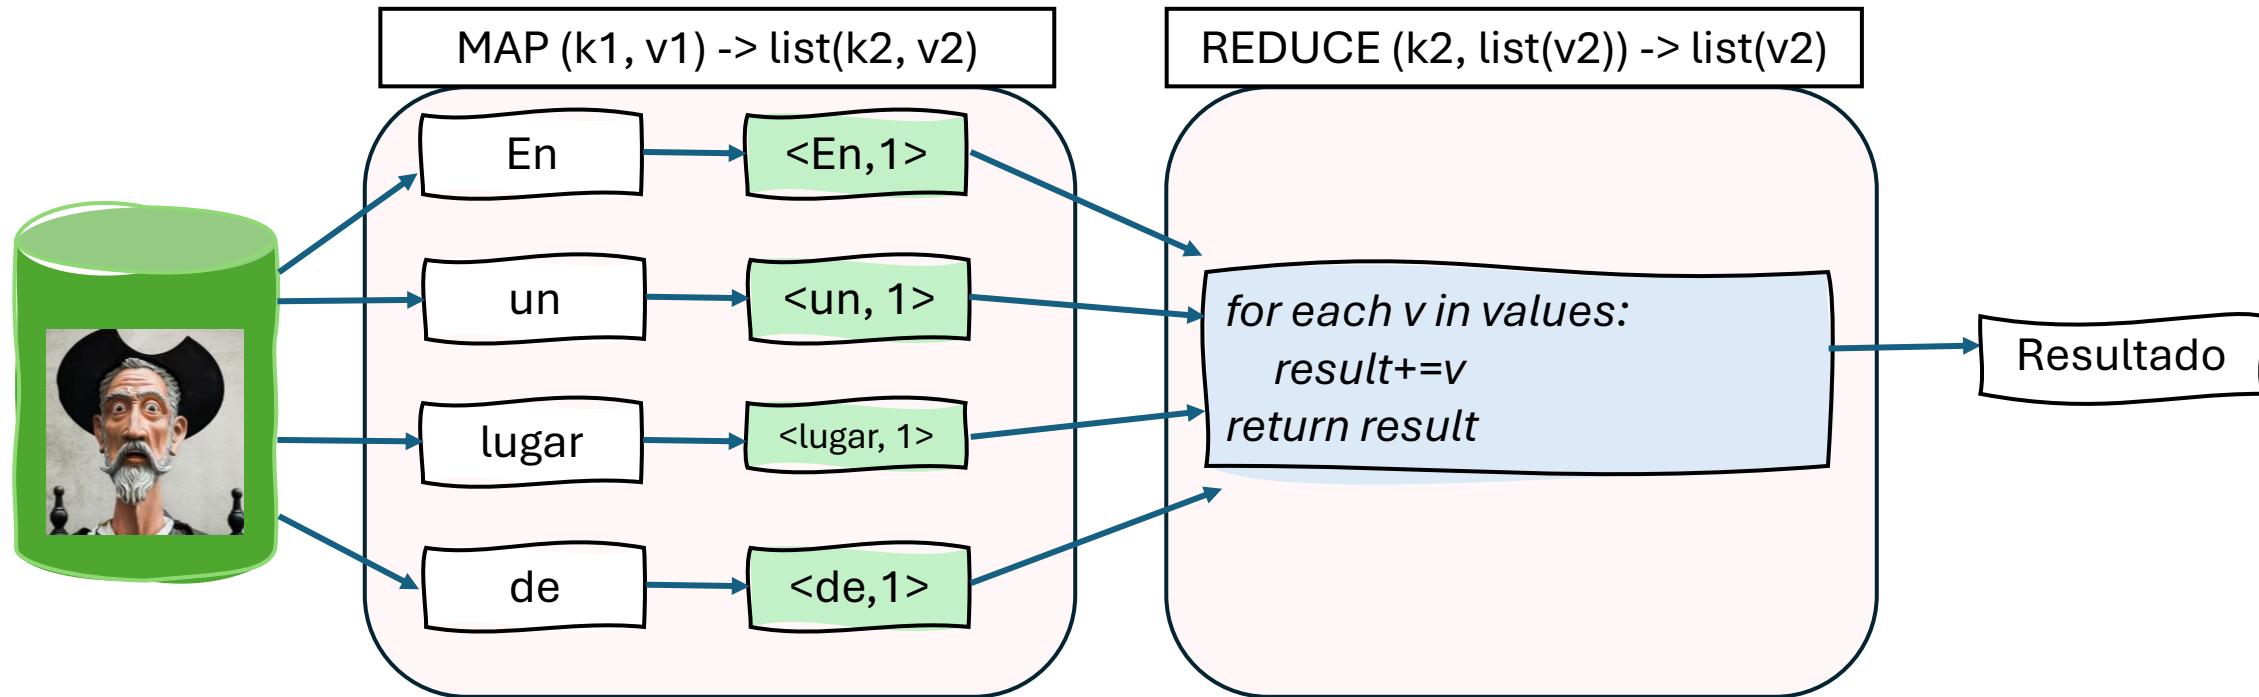 MAP (k1, v1) -> list(k2, v2)
REDUCE (k2, list(v2)) -> list(v2)
En
<En,1>
un
<un, 1>
lugar
<lugar, 1>
de
<de,1>
for each v in values:
result+=v
return result
Resultado